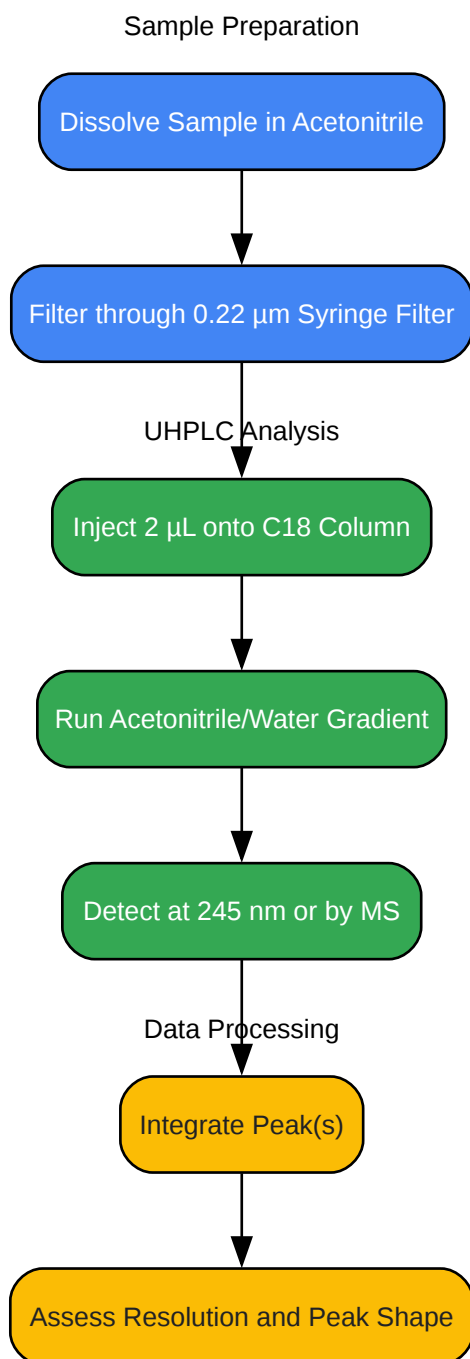 Sample Preparation
Dissolve Sample in Acetonitrile
Filter through 0.22 µm Syringe Filter
UHPLC Analysis
Inject 2 µL onto C18 Column
Run Acetonitrile/Water Gradient
Detect at 245 nm or by MS
Data Processing
Integrate Peak(s)
Assess Resolution and Peak Shape